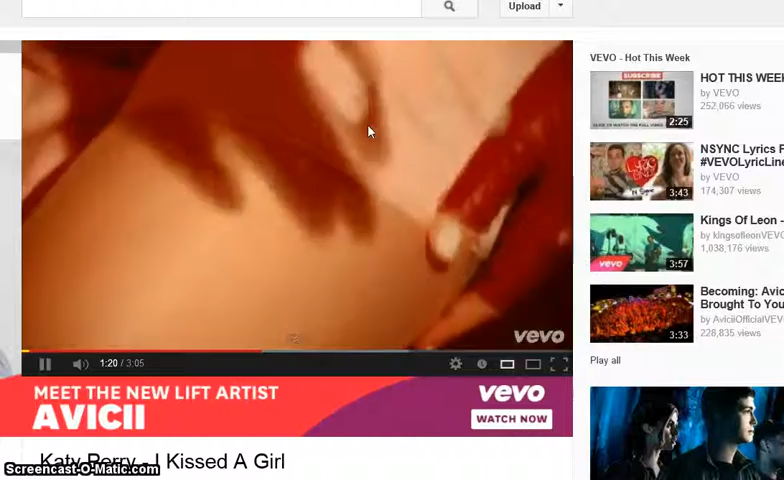 Upload
VEVO - Hot This Week
SUBSCRIBE
2:25
HOT THIS WEE
by VEVO
252,066 views
3:43
NSYNC Lyrics F
#VEVOLyricLine
by VEVO
174,307 views
vevo
3:57
Kings Of Leon -
by kingsofleonVEVO
1,038,176 views
3:33
Becoming: Avic
Brought To You
by AviciiOfficialVEV
228,835 views
Play all
vevo
1:20 / 3:05
MEET THE NEW LIFT ARTIST
AVICII
vevo
WATCH NOW
Katy Perry - I Kissed A Girl
Screencast-O-Matic.com